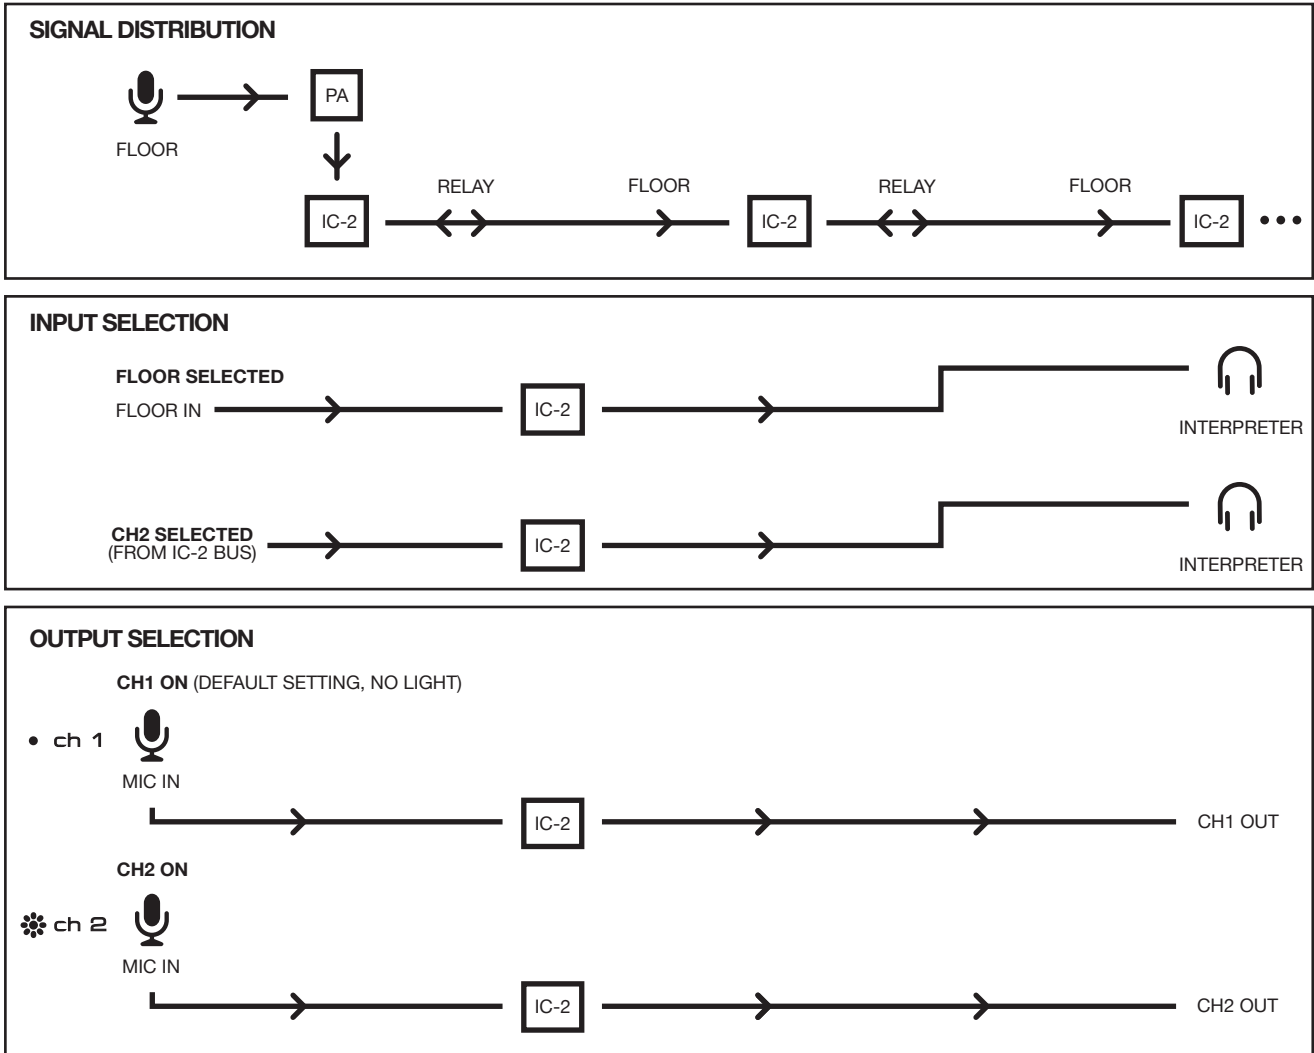 SIGNAL DISTRIBUTION
PA
FLOOR
RELAY FLOOR RELAY FLOOR
IC-2 IC-2 IC-2
INPUT SELECTION
FLOOR SELECTED
FLOOR IN IC-2
INTERPRETER
CH2 SELECTED
(FROM IC-2 BUS) IC-2
INTERPRETER
OUTPUT SELECTION
CH1 ON (DEFAULT SETTING, NO LIGHT)
ch 1
MIC IN
IC-2 CH1 OUT
CH2 ON
ch 2
MIC IN
IC-2 CH2 OUT